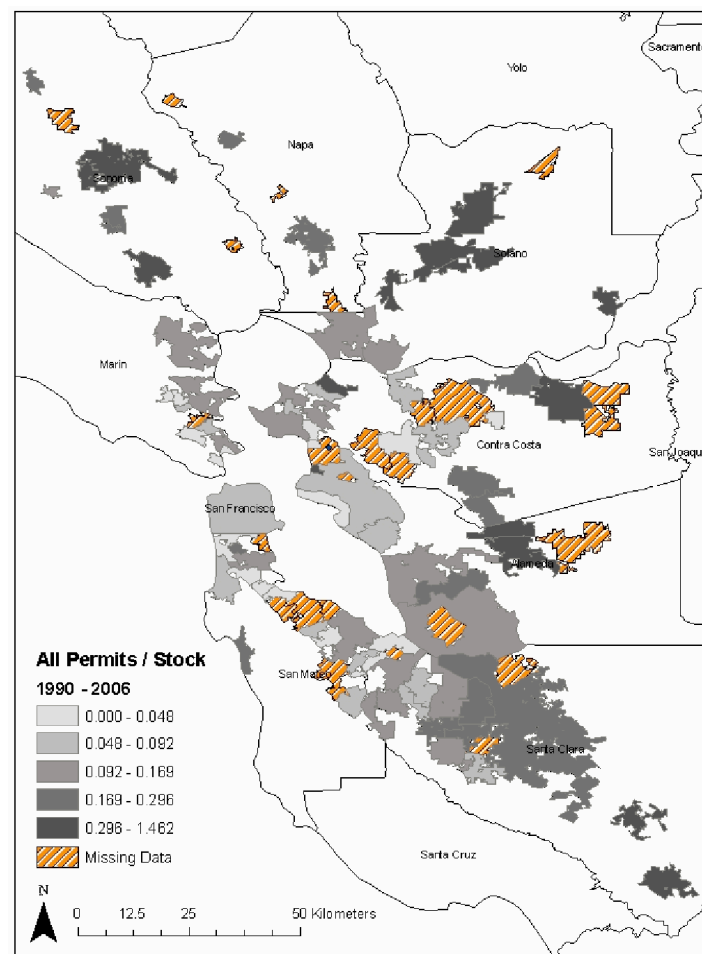 Sacramento
Yolo
Napa
Sonoma
Solano
Marin
Contra Costa
San Joaqu
San Francisco
Alameda
San Mateo
Santa Clara
Santa Cruz
All Permits / Stock
1990 - 2006
0.000 - 0.048
0.048 - 0.092
0.092 - 0.169
0.169 - 0.296
0.296 - 1.462
Missing Data
N
0 12.5 25 50 Kilometers